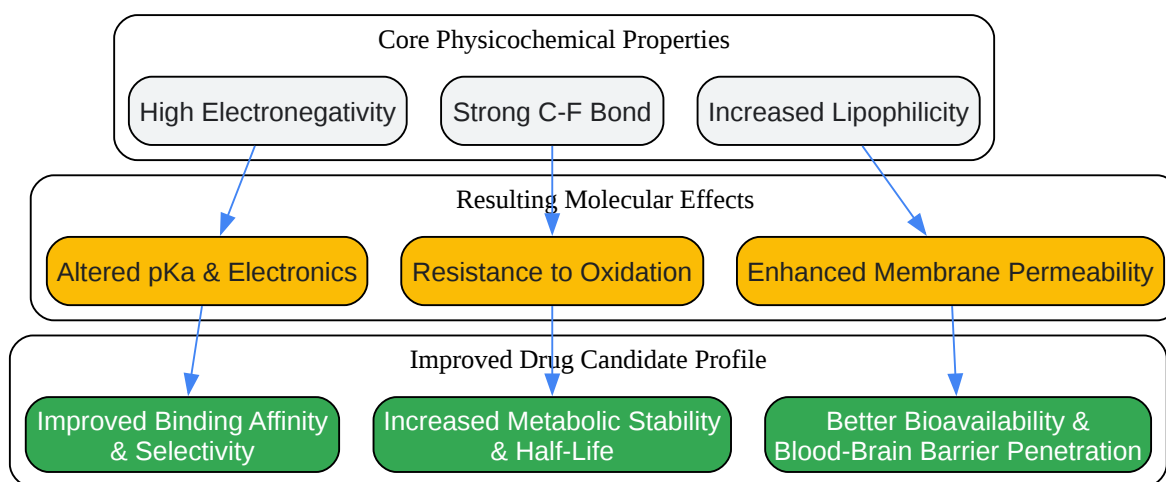 Core Physicochemical Properties
High Electronegativity
Strong C-F Bond
Increased Lipophilicity
Resulting Molecular Effects
Altered pKa & Electronics
Resistance to Oxidation
Enhanced Membrane Permeability
Improved Drug Candidate Profile
Improved Binding Affinity
& Selectivity
Increased Metabolic Stability
& Half-Life
Better Bioavailability &
Blood-Brain Barrier Penetration